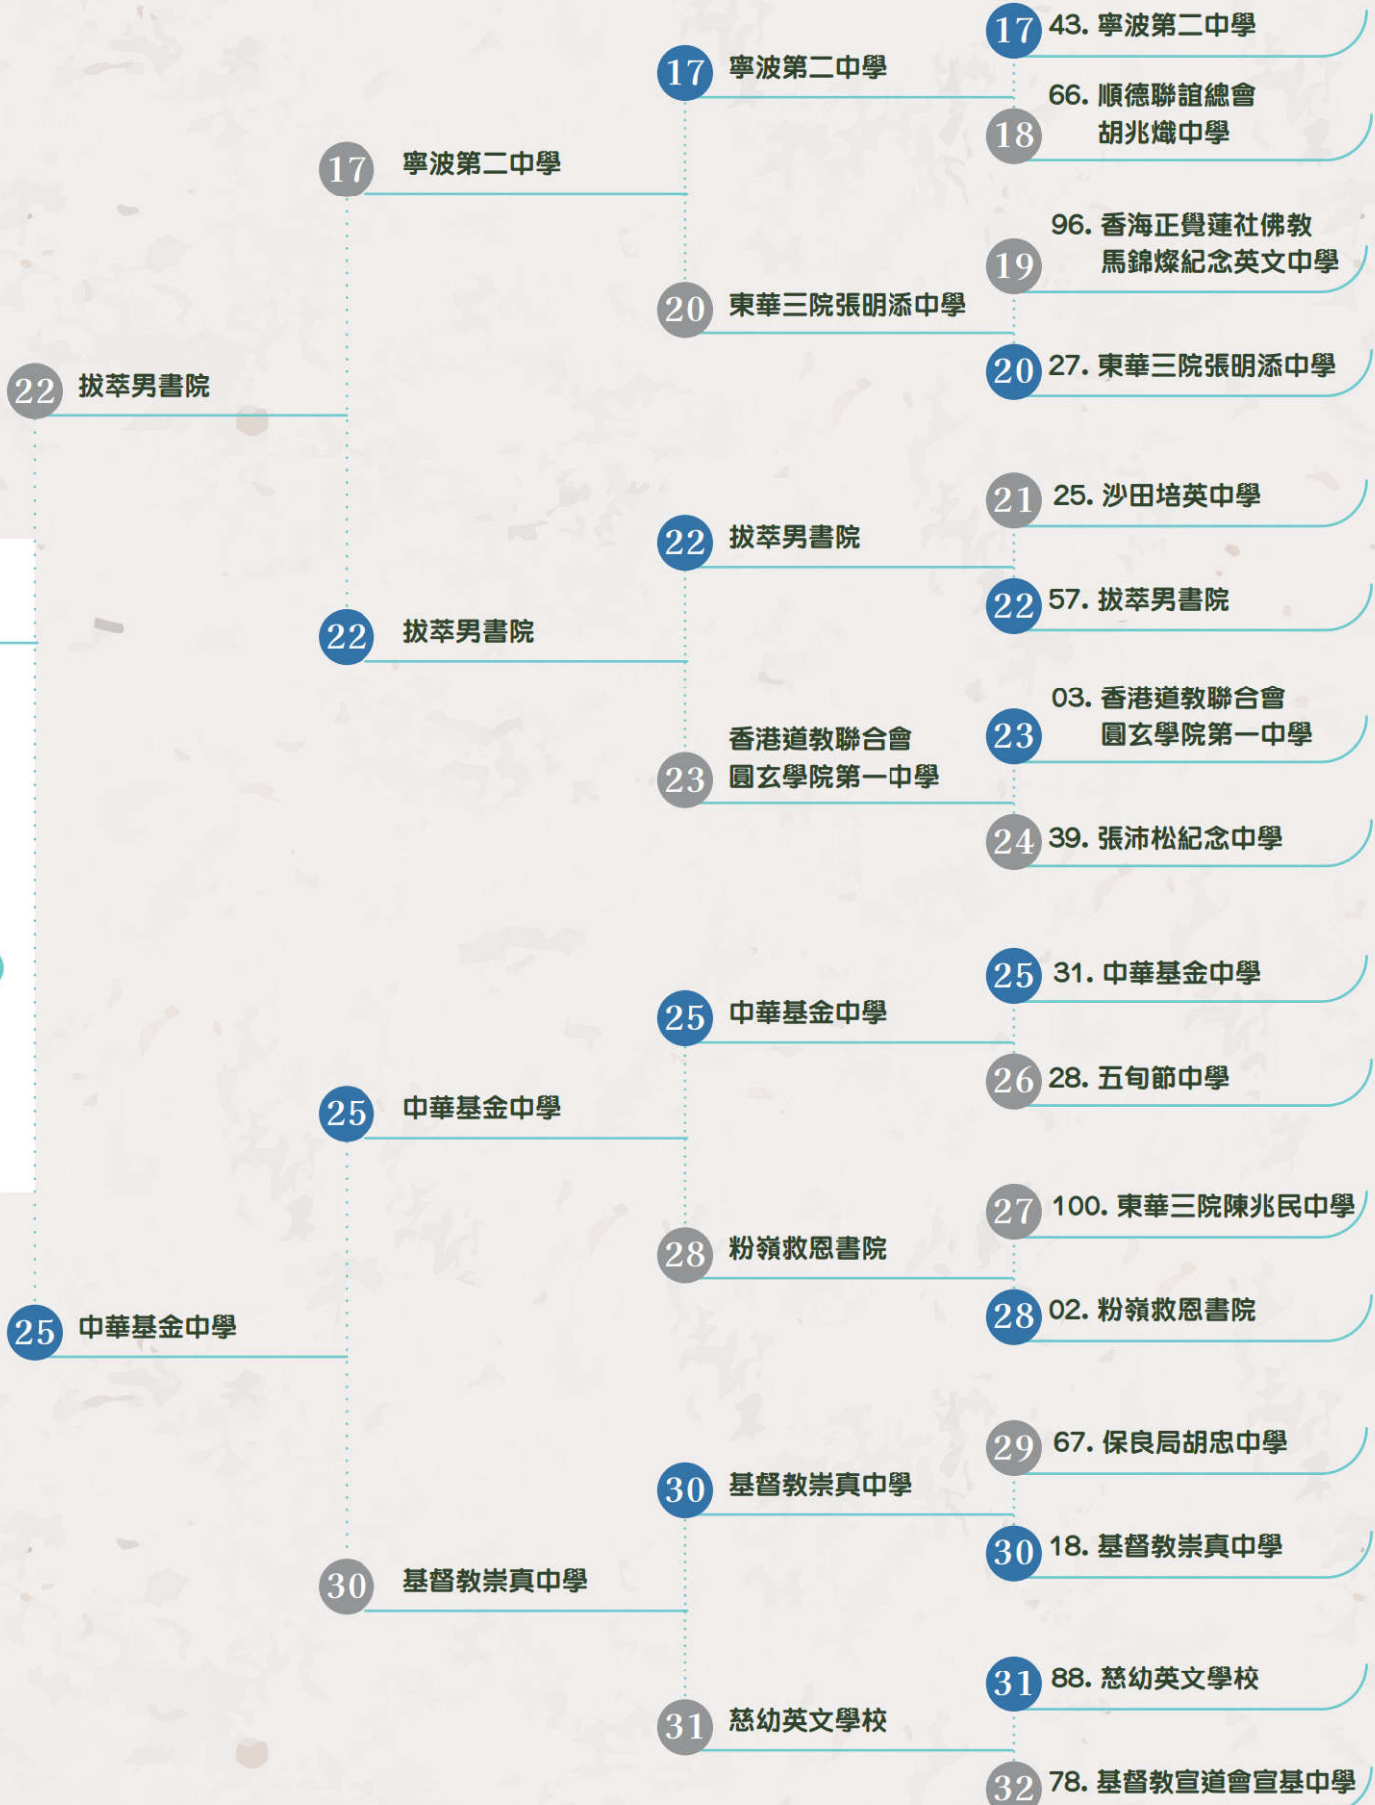 22 拔萃男書院
25 中華基金中學
17 寧波第二中學
22 拔萃男書院
25 中華基金中學
30 基督教崇真中學
17 寧波第二中學
20 東華三院張明添中學
22 拔萃男書院
香港道教聯合會
23 圓玄學院第一中學
25 中華基金中學
28 粉嶺救恩書院
30 基督教崇真中學
31 慈幼英文學校
17 43. 寧波第二中學
66. 順德聯誼總會
18 胡兆熾中學
96. 香海正覺蓮社佛教
19 馬錦燦紀念英文中學
20 27. 東華三院張明添中學
21 25. 沙田培英中學
22 57. 拔萃男書院
03. 香港道教聯合會
23 圓玄學院第一中學
24 39. 張沛松紀念中學
25 31. 中華基金中學
26 28. 五旬節中學
27 100. 東華三院陳兆民中學
28 02. 粉嶺救恩書院
29 67. 保良局胡忠中學
30 18. 基督教崇真中學
31 88. 慈幼英文學校
32 78. 基督教宣道會宣基中學